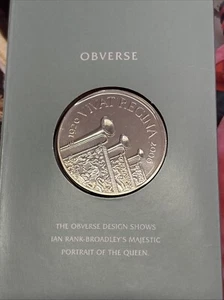 OBVERSE
VIVAT REGINA
THE OBVERSE DESIGN SHOWS
IAN RANK-BROADLEY'S MAJESTIC
PORTRAIT OF THE QUEEN.